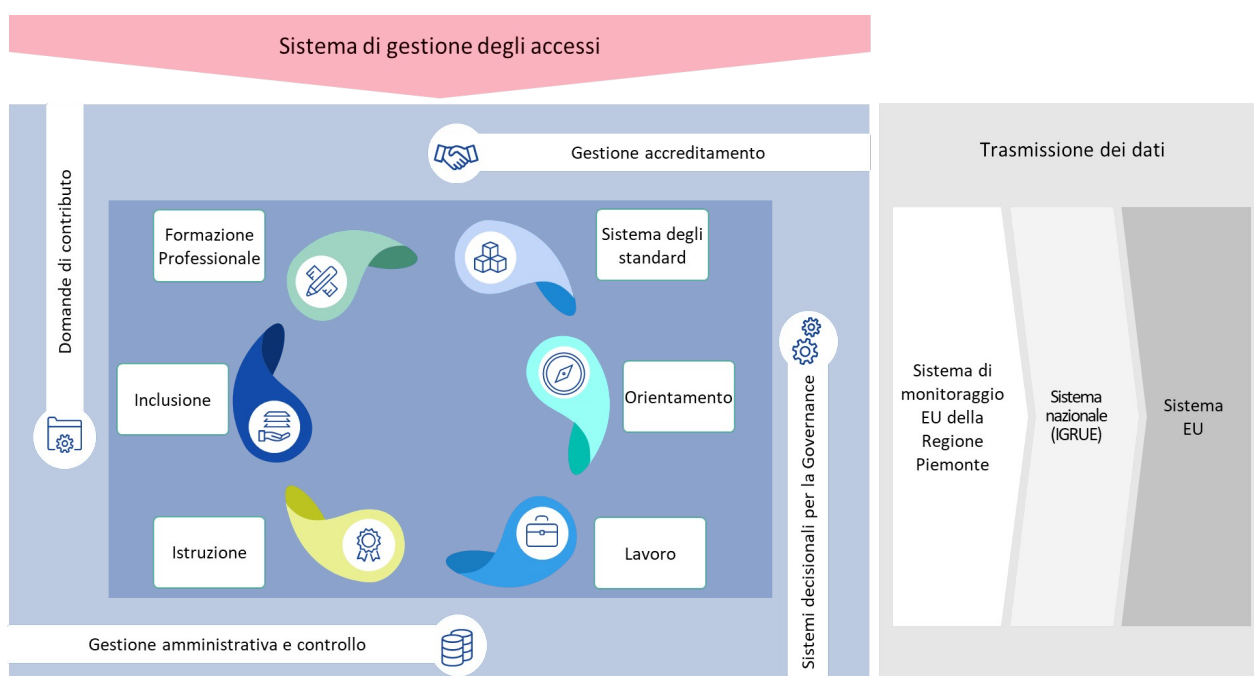 Sistema di gestione degli accessi
Domande di contributo
Gestione accreditamento
Formazione
Professionale
Sistema degli
standard
Inclusione
Orientamento
Istruzione
Lavoro
Gestione amministrativa e controllo
Sistemi decisionali per la Governance
Trasmissione dei dati
Sistema di
monitoraggio
EU della
Regione
Piemonte
Sistema
nazionale
(IGRUE)
Sistema
EU